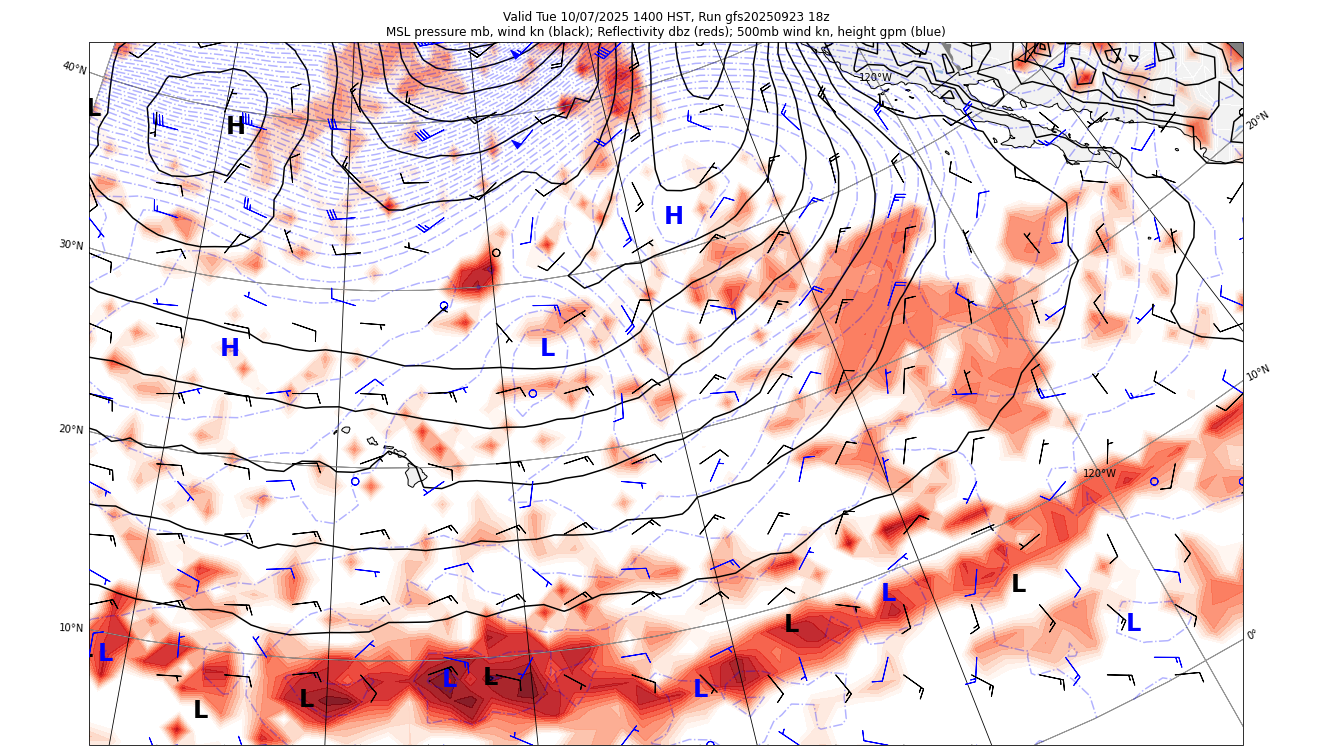 Valid Tue 10/07/2025 1400 HST, Run gfs20250923 18z
MSL pressure mb, wind kn (black); Reflectivity dbz (reds); 500mb wind kn, height gpm (blue)
40°N
120°W
L
H
20°N
H
30°N
H
L
10°N
20°N
120°W
L
L
L
L
10°N
0°
L
L
L
L
L
L